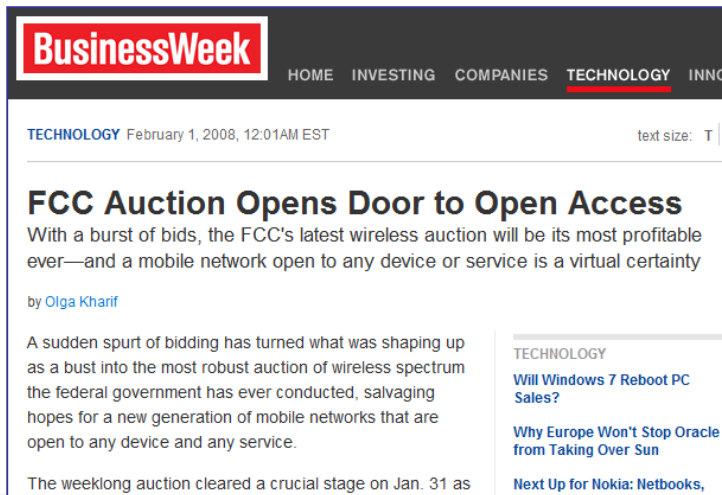 BusinessWeek
HOME INVESTING COMPANIES TECHNOLOGY INNO
TECHNOLOGY February 1, 2008, 12:01AM EST
text size: T
FCC Auction Opens Door to Open Access
With a burst of bids, the FCC's latest wireless auction will be its most profitable
ever—and a mobile network open to any device or service is a virtual certainty
by Olga Kharif
A sudden spurt of bidding has turned what was shaping up
as a bust into the most robust auction of wireless spectrum
the federal government has ever conducted, salvaging
hopes for a new generation of mobile networks that are
open to any device and any service.
The weeklong auction cleared a crucial stage on Jan. 31 as
TECHNOLOGY
Will Windows 7 Reboot PC
Sales?
Why Europe Won't Stop Oracle
from Taking Over Sun
Next Up for Nokia: Netbooks,